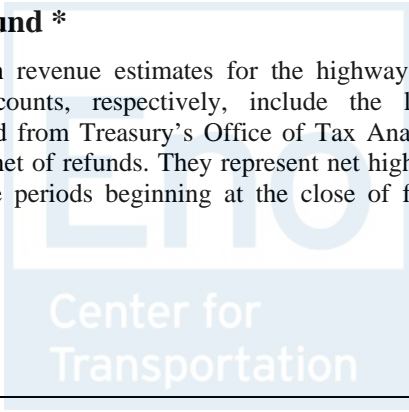 und *
n revenue estimates for the highway
counts, respectively, include the l
d from Treasury's Office of Tax Ana
net of refunds. They represent net high
e periods beginning at the close of f
Eno
Center for
Transportation